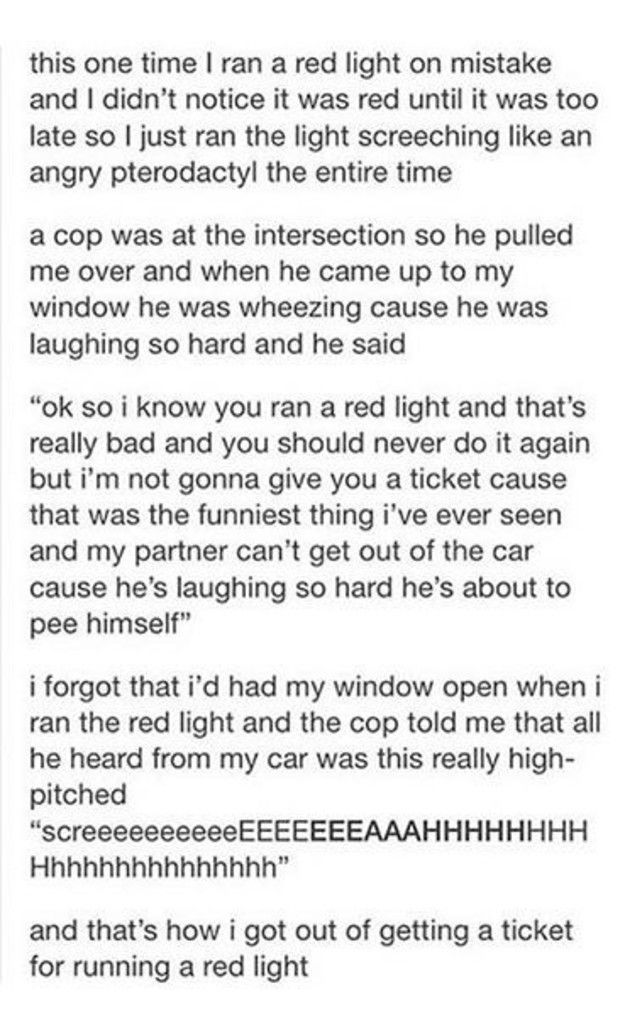 this one time I ran a red light on mistake
and I didn't notice it was red until it was too
late so I just ran the light screeching like an
angry pterodactyl the entire time
a cop was at the intersection so he pulled
me over and when he came up to my
window he was wheezing cause he was
laughing so hard and he said
“ok so i know you ran a red light and that's
really bad and you should never do it again
but i'm not gonna give you a ticket cause
that was the funniest thing i've ever seen
and my partner can't get out of the car
cause he's laughing so hard he's about to
pee himself”
i forgot that i'd had my window open when i
ran the red light and the cop told me that all
he heard from my car was this really high-
pitched
“screeeeeeeeeeeEEEEEEEEAAAHHHHHHHH
Hhhhhhhhhhhhhhhh”
and that's how i got out of getting a ticket
for running a red light